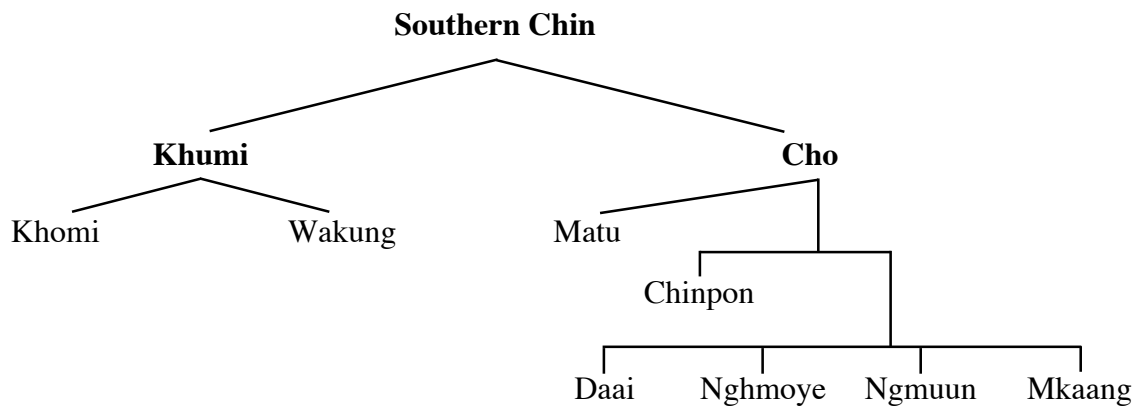 Southern Chin
Khumi Cho
Khomi Wakung Matu
Chinpon
Daai Nghmoye Ngmuun Mkaang